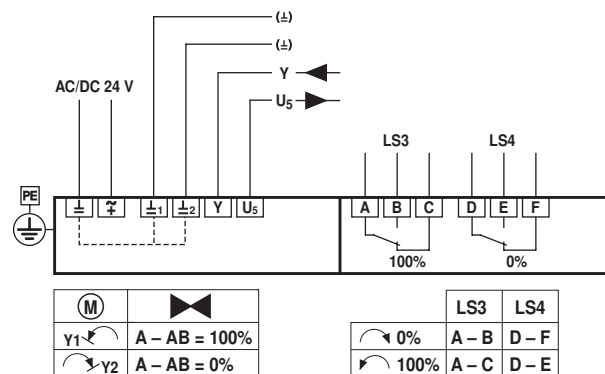 (⊥)
(⊥)
Y
AC/DC 24 V
U5
LS3 LS4
PE
⊥ ~+ ⊥1 ⊥2 Y U5 A B C D E F
100% 0%
M
LS3 LS4
Y1 A – AB = 100%
0% A – B D – F
Y2 A – AB = 0%
100% A – C D – E